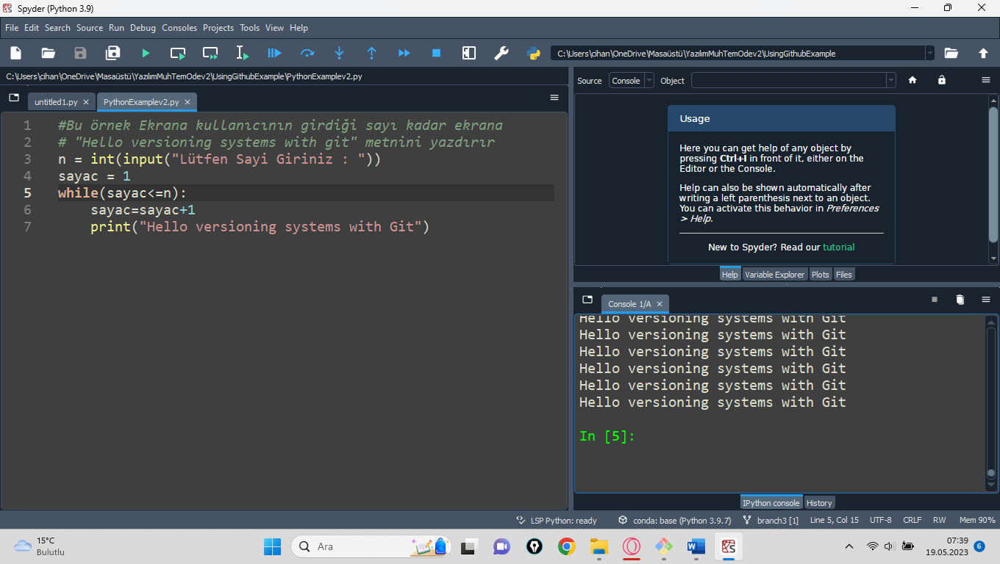 Spyder (Python 3.9)
File Edit Search Source Run Debug Consoles Projects Tools View Help
C:\Users\cihan\OneDrive\Masaüstü\YazılımMuhTemOdev2\UsingGithubExample
C:\Users\cihan\OneDrive\Masaüstü\YazılımMuhTemOdev2\UsingGithubExample\PythonExamplev2.py
untitled1.py
PythonExamplev2.py
1 #Bu örnek Ekrana kullanıcının girdiği sayı kadar ekrana
2 # "Hello versioning systems with git" metnini yazdırır
3 n = int(input("Lütfen Sayi Giriniz : "))
4 sayac = 1
5 while(sayac<=n):
6 sayac=sayac+1
7 print("Hello versioning systems with Git")
Source Console Object
Usage
Here you can get help of any object by
pressing Ctrl+I in front of it, either on the
Editor or the Console.
Help can also be shown automatically after
writing a left parenthesis next to an object.
You can activate this behavior in Preferences
> Help.
New to Spyder? Read our tutorial
Help Variable Explorer Plots Files
Console 1/A
Hello versioning systems with Git
Hello versioning systems with Git
Hello versioning systems with Git
Hello versioning systems with Git
Hello versioning systems with Git
Hello versioning systems with Git
In [5]:
IPython console History
LSP Python: ready conda: base (Python 3.9.7) branch3 [1] Line 5, Col 15 UTF-8 CRLF RW Mem 90%
15°C
Bulutlu
Ara
07:39
19.05.2023
6